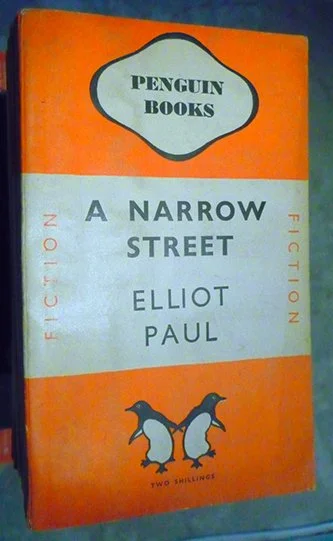 PENGUIN
BOOKS
FICTION
A NARROW
STREET
ELLIOT
PAUL
FICTION
TWO SHILLINGS